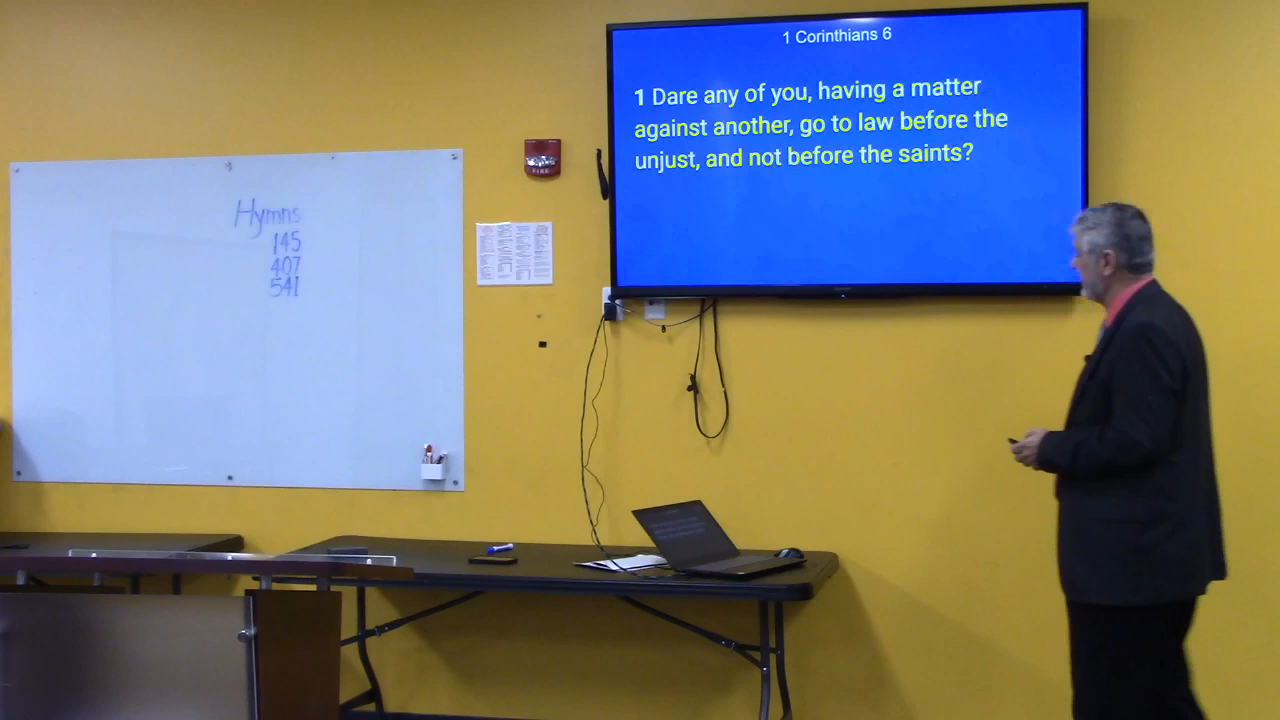 Hymns
145
407
541
FIRE
1 Corinthians 6
1 Dare any of you, having a matter
against another, go to law before the
unjust, and not before the saints?